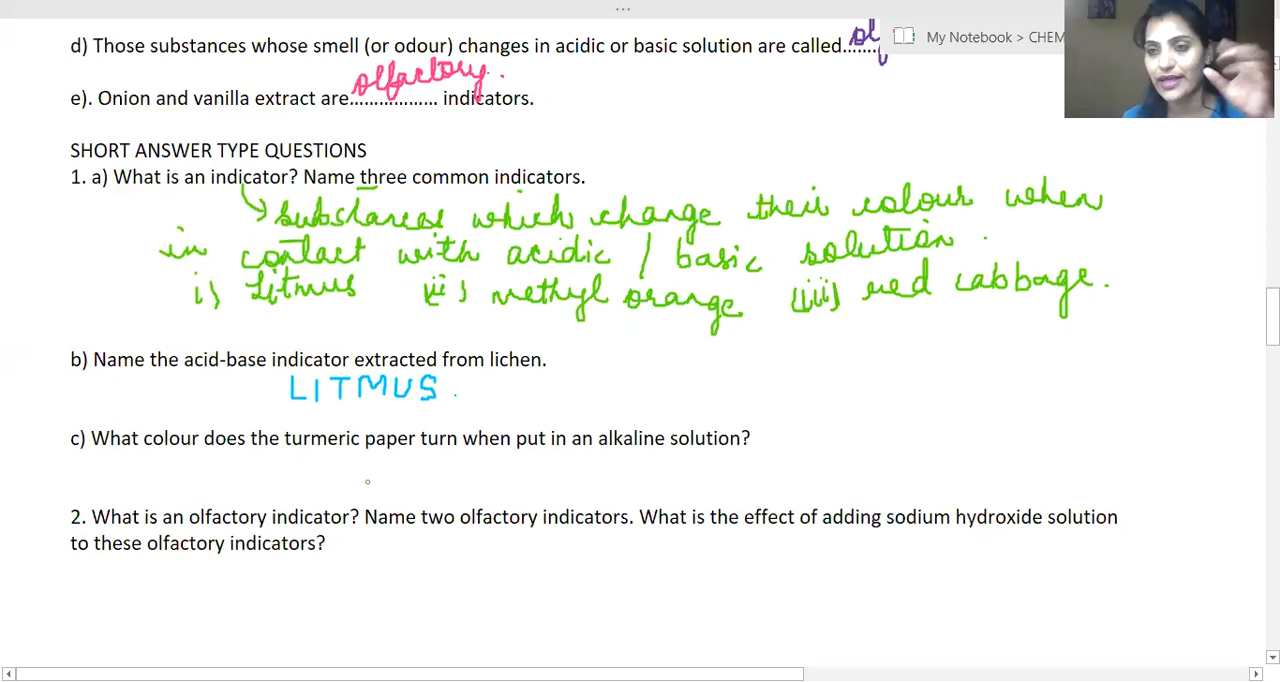 d) Those substances whose smell (or odour) changes in acidic or basic solution are called.......
My Notebook > CHEM
olfactory.
e). Onion and vanilla extract are.................. indicators.
SHORT ANSWER TYPE QUESTIONS
1. a) What is an indicator? Name three common indicators.
substances which change their colour when
in contact with acidic / basic solution.
i) Litmus (ii) methyl orange (iii) red cabbage.
b) Name the acid-base indicator extracted from lichen.
LITMUS.
c) What colour does the turmeric paper turn when put in an alkaline solution?
2. What is an olfactory indicator? Name two olfactory indicators. What is the effect of adding sodium hydroxide solution
to these olfactory indicators?